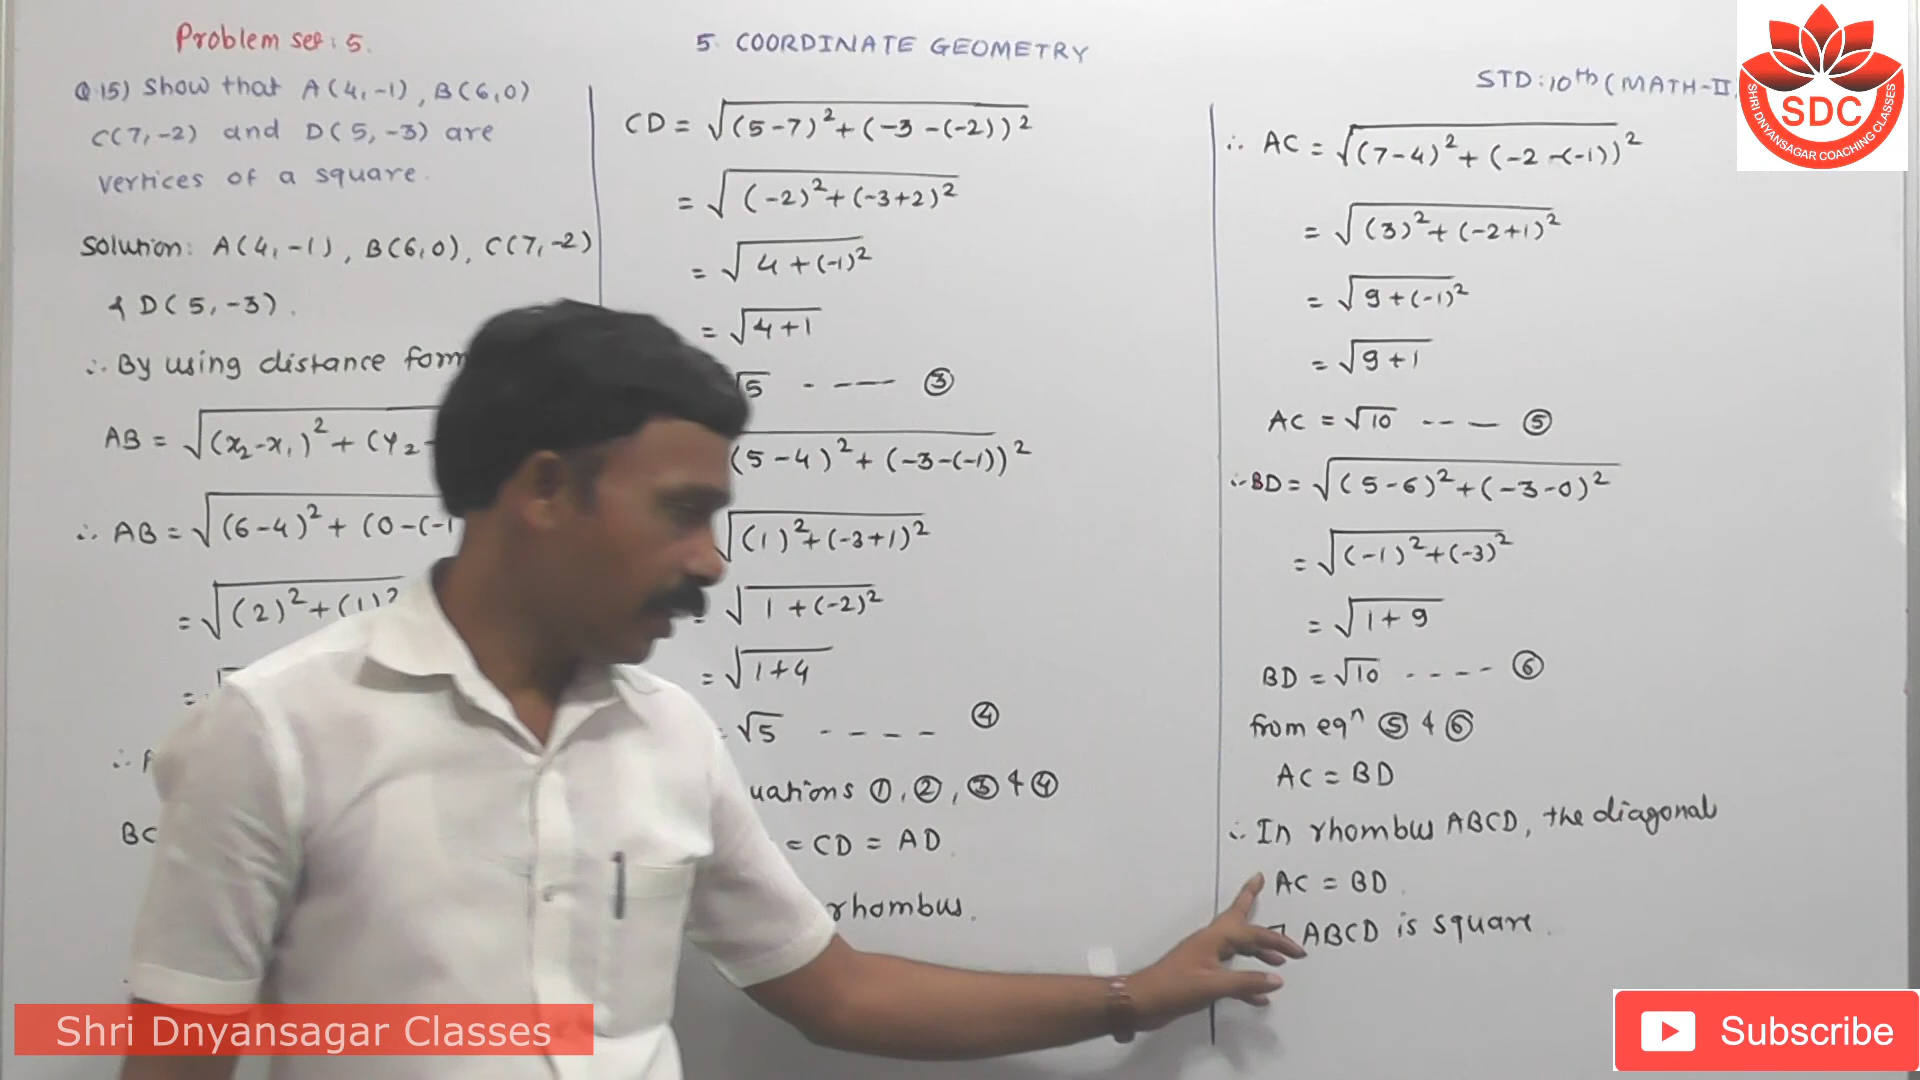 Problem set: 5.
5. COORDINATE GEOMETRY
STD: 10th (MATH-II
SHRI DNYANSAGAR COACHING CLASSES
SDC
Q 15) Show that A(4,-1), B(6,0)
C(7,-2) and D(5,-3) are
vertices of a square.
Solution: A(4,-1), B(6,0), C(7,-2)
& D(5,-3).
∴ By using distance form
AB = √(x₂-x₁)² + (y₂-
∴ AB = √(6-4)² + (0-(-1
= √(2)² + (1)²
=
∴
BC
CD = √(5-7)² + (-3-(-2))²
= √(-2)² + (-3+2)²
= √4+(-1)²
= √4+1
√5 - --- ③
(5-4)² + (-3-(-1))²
√(1)² + (-3+1)²
= √1+(-2)²
= √1+4
= √5 - - - - ④
uations ①, ②, ③ & ④
= CD = AD.
rhombus.
∴ AC = √(7-4)² + (-2-(-1))²
= √(3)² + (-2+1)²
= √9+(-1)²
= √9+1
AC = √10 -- - ⑤
∴ BD = √(5-6)² + (-3-0)²
= √(-1)² + (-3)²
= √1+9
BD = √10 - - - - ⑥
from eqⁿ ⑤ & ⑥
AC = BD
∴ In rhombus ABCD, the diagonal
AC = BD.
ABCD is square.
Shri Dnyansagar Classes
Subscribe